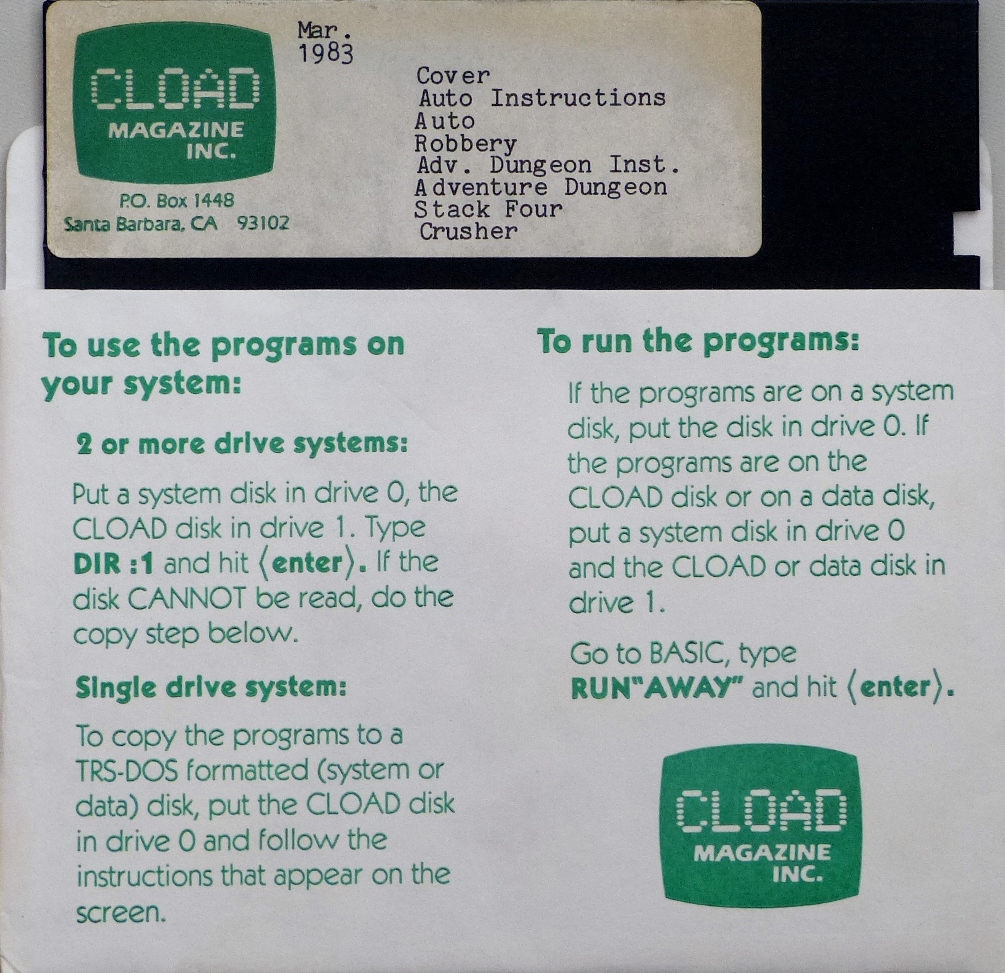 CLOAD
MAGAZINE
INC.
P.O. Box 1448
Santa Barbara, CA 93102
Mar.
1983
Cover
Auto Instructions
Auto
Robbery
Adv. Dungeon Inst.
Adventure Dungeon
Stack Four
Crusher
To use the programs on
your system:
2 or more drive systems:
Put a system disk in drive 0, the
CLOAD disk in drive 1. Type
DIR :1 and hit ⟨enter⟩. If the
disk CANNOT be read, do the
copy step below.
Single drive system:
To copy the programs to a
TRS-DOS formatted (system or
data) disk, put the CLOAD disk
in drive 0 and follow the
instructions that appear on the
screen.
To run the programs:
If the programs are on a system
disk, put the disk in drive 0. If
the programs are on the
CLOAD disk or on a data disk,
put a system disk in drive 0
and the CLOAD or data disk in
drive 1.
Go to BASIC, type
RUN"AWAY" and hit ⟨enter⟩.
CLOAD
MAGAZINE
INC.